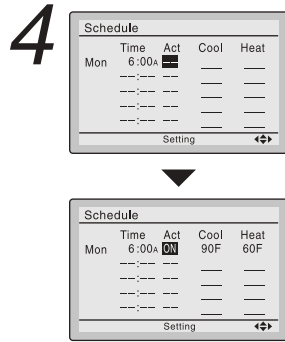 4
Schedule
Time Act Cool Heat
Mon 6:00A --
--:-- --
--:-- --
--:-- --
--:-- --
Setting
Schedule
Time Act Cool Heat
Mon 6:00A ON 90F 60F
--:-- --
--:-- --
--:-- --
--:-- --
Setting